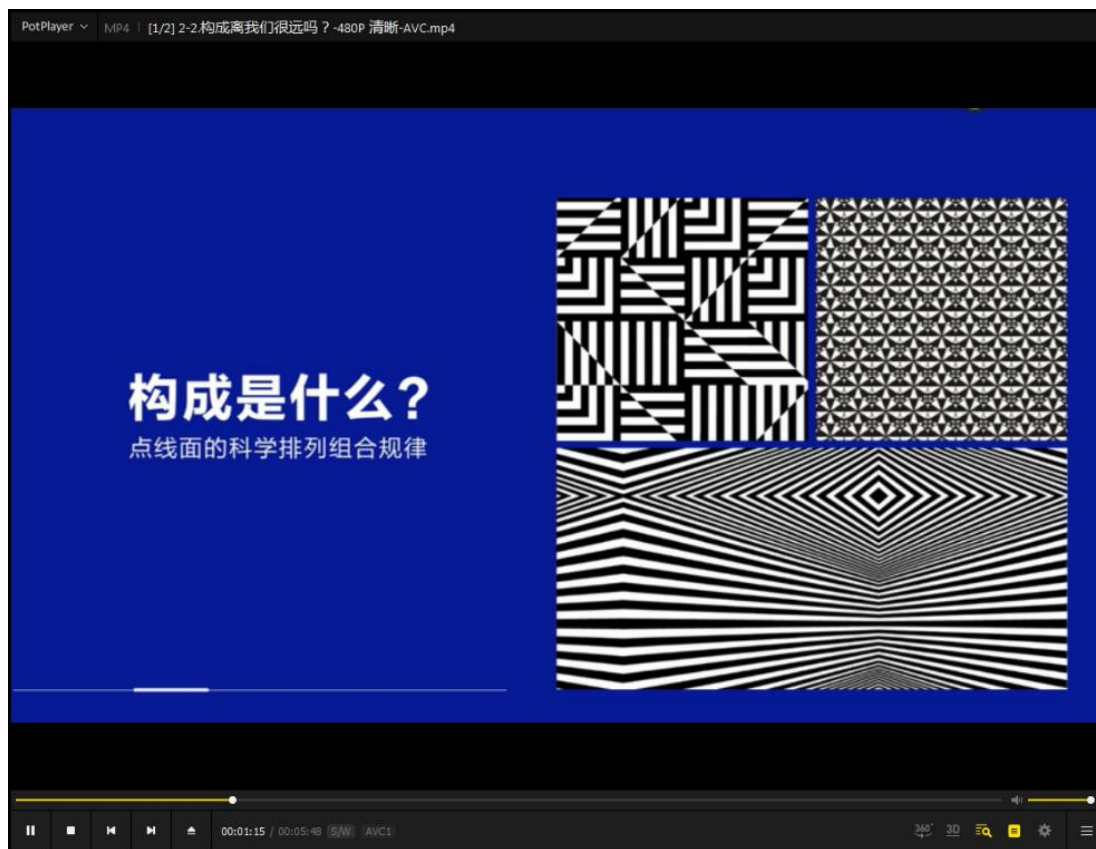 PotPlayer MP4 [1/2] 2-2.构成离我们很远吗？-480P 清晰-AVC.mp4
构成是什么?
点线面的科学排列组合规律
00:01:15 / 00:05:48 S/W AVC1 360° 3D